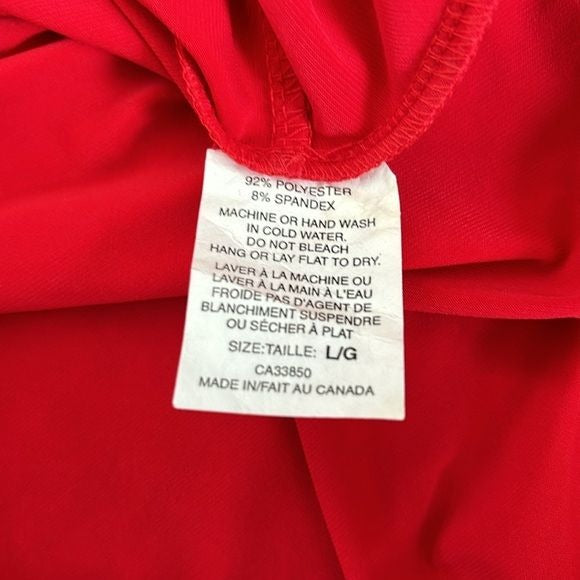 92% POLYESTER
8% SPANDEX
MACHINE OR HAND WASH
IN COLD WATER.
DO NOT BLEACH
HANG OR LAY FLAT TO DRY.
LAVER À LA MACHINE OU
LAVER À LA MAIN À L'EAU
FROIDE PAS D'AGENT DE
BLANCHIMENT SUSPENDRE
OU SÉCHER À PLAT
SIZE:TAILLE: L/G
CA33850
MADE IN/FAIT AU CANADA